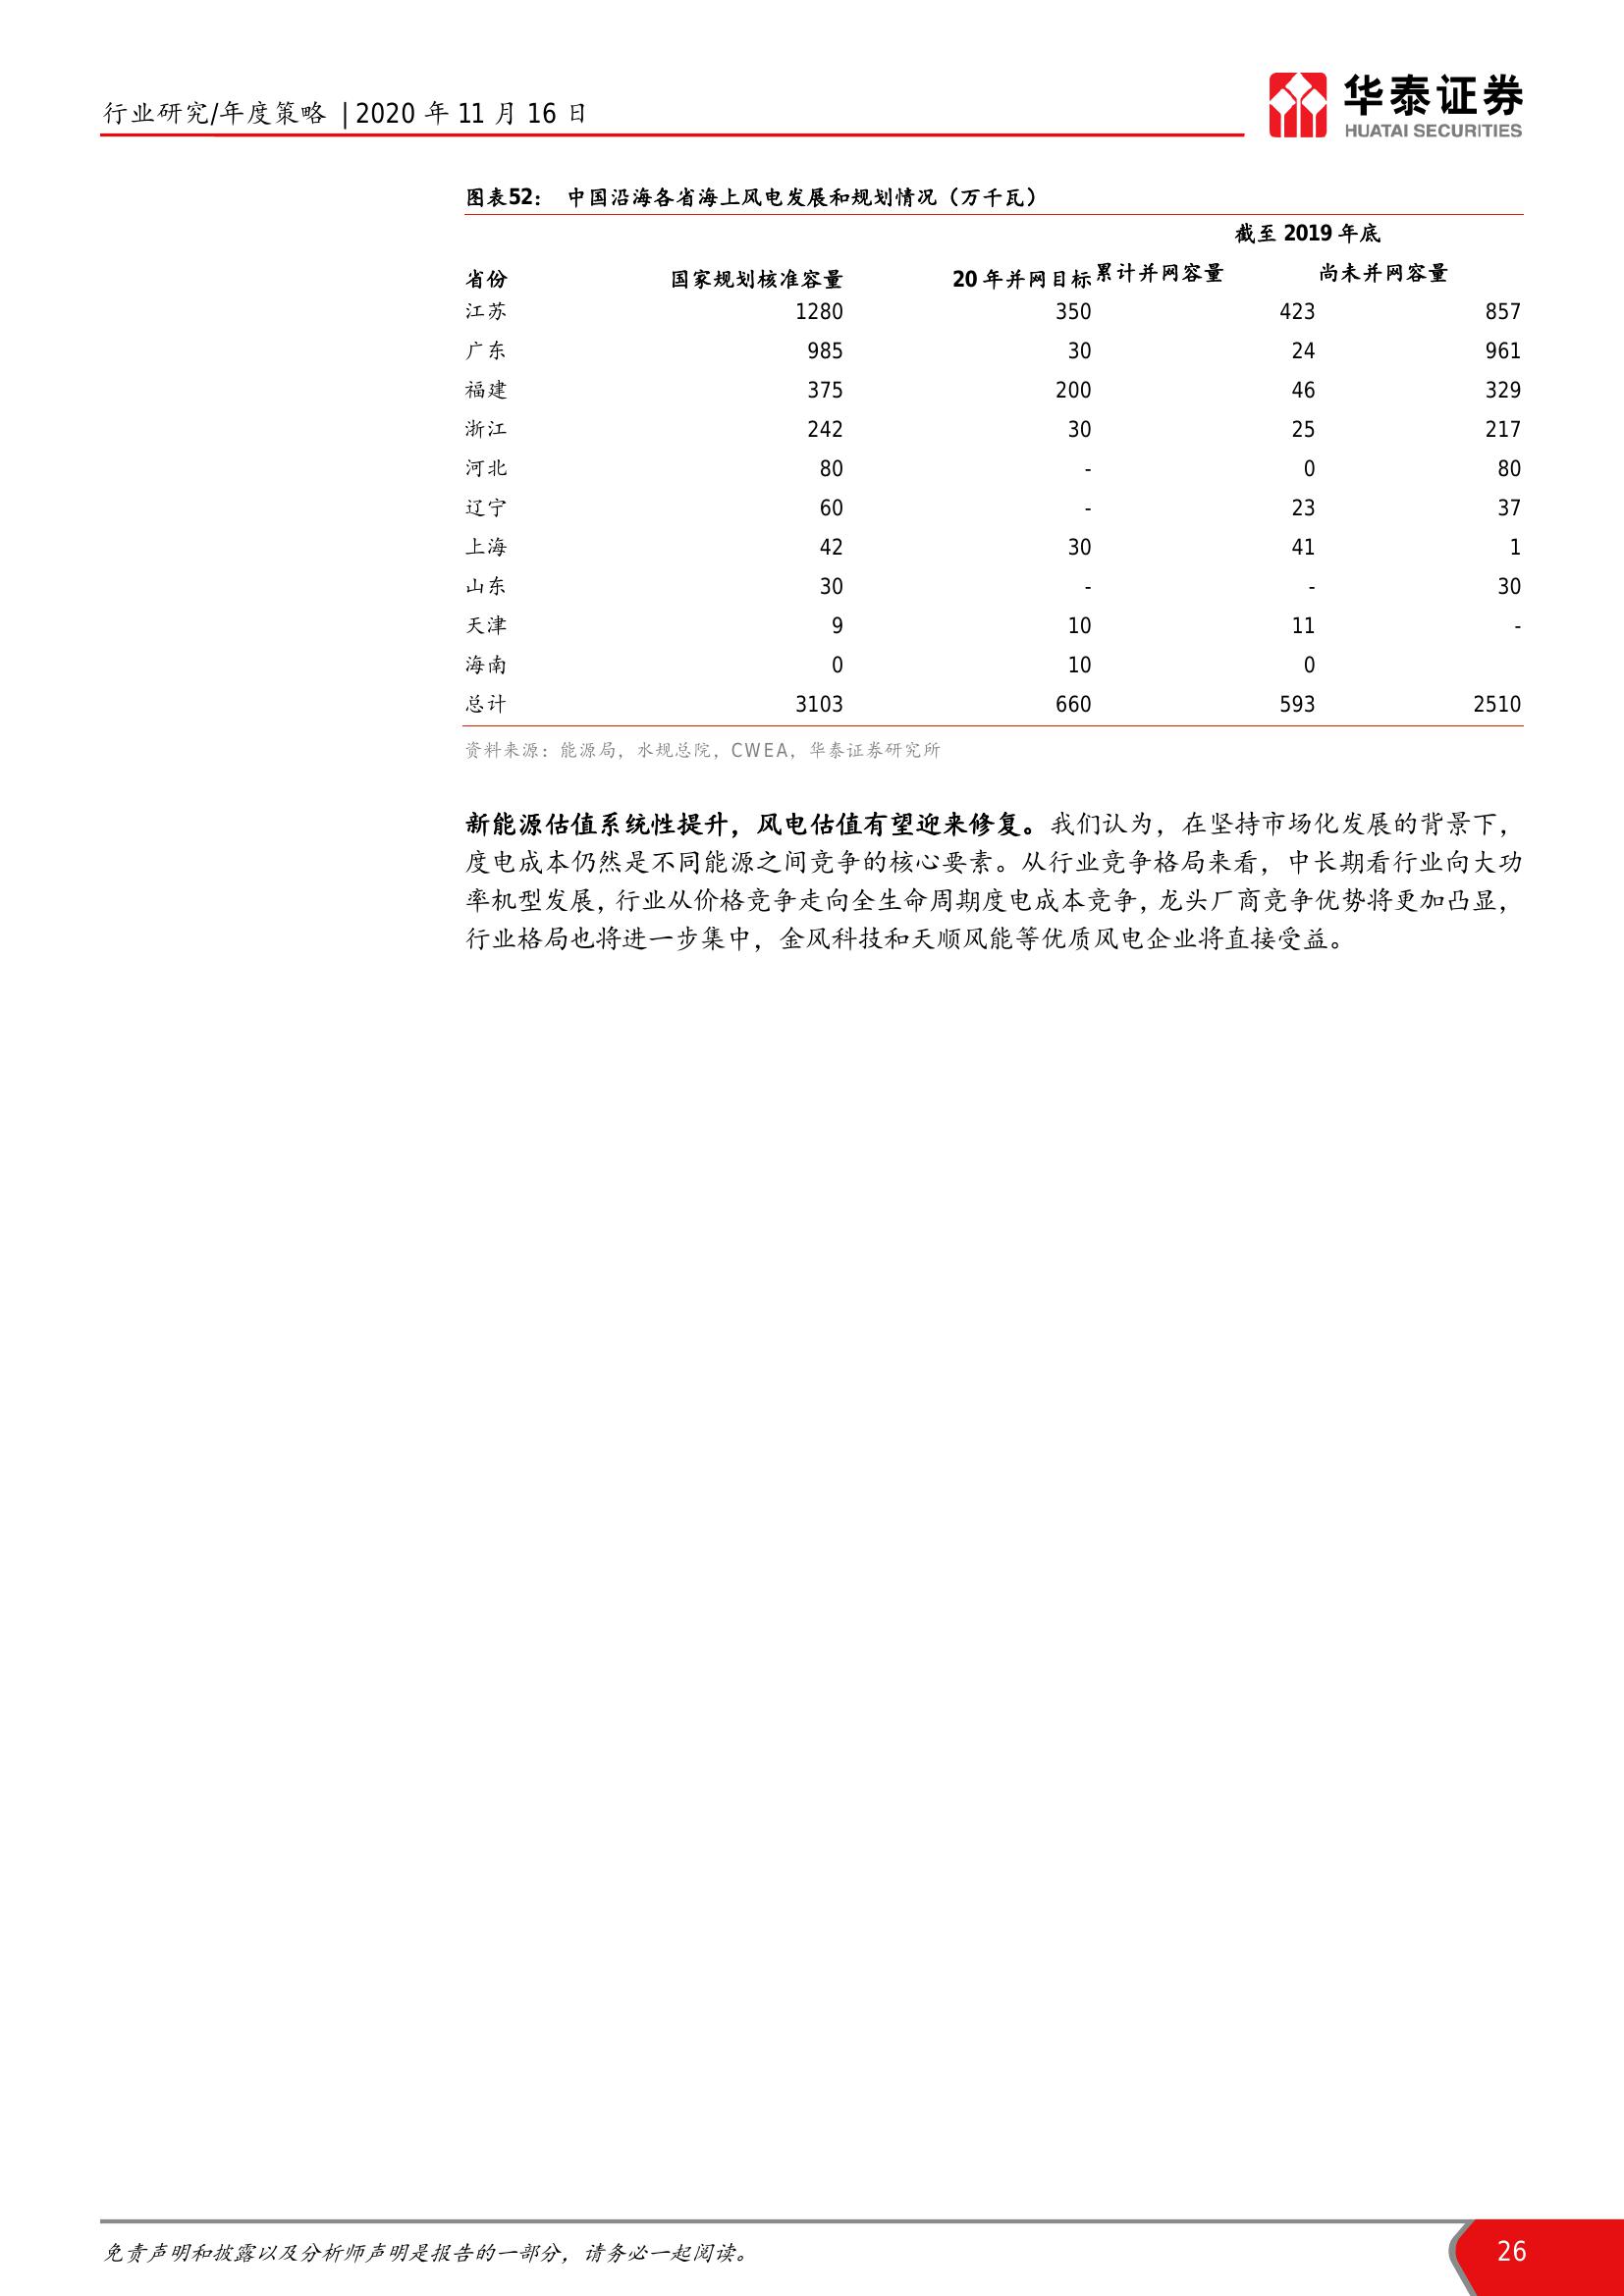 行业研究/年度策略 | 2020 年 11 月 16 日
华泰证券
HUATAI SECURITIES
图表52： 中国沿海各省海上风电发展和规划情况（万千瓦）
截至 2019 年底
省份 国家规划核准容量 20 年并网目标 累计并网容量 尚未并网容量
江苏 1280 350 423 857
广东 985 30 24 961
福建 375 200 46 329
浙江 242 30 25 217
河北 80 - 0 80
辽宁 60 - 23 37
上海 42 30 41 1
山东 30 - - 30
天津 9 10 11 -
海南 0 10 0
总计 3103 660 593 2510
资料来源：能源局，水规总院，CWEA，华泰证券研究所
新能源估值系统性提升，风电估值有望迎来修复。我们认为，在坚持市场化发展的背景下，
度电成本仍然是不同能源之间竞争的核心要素。从行业竞争格局来看，中长期看行业向大功
率机型发展，行业从价格竞争走向全生命周期度电成本竞争，龙头厂商竞争优势将更加凸显，
行业格局也将进一步集中，金风科技和天顺风能等优质风电企业将直接受益。
免责声明和披露以及分析师声明是报告的一部分，请务必一起阅读。
26